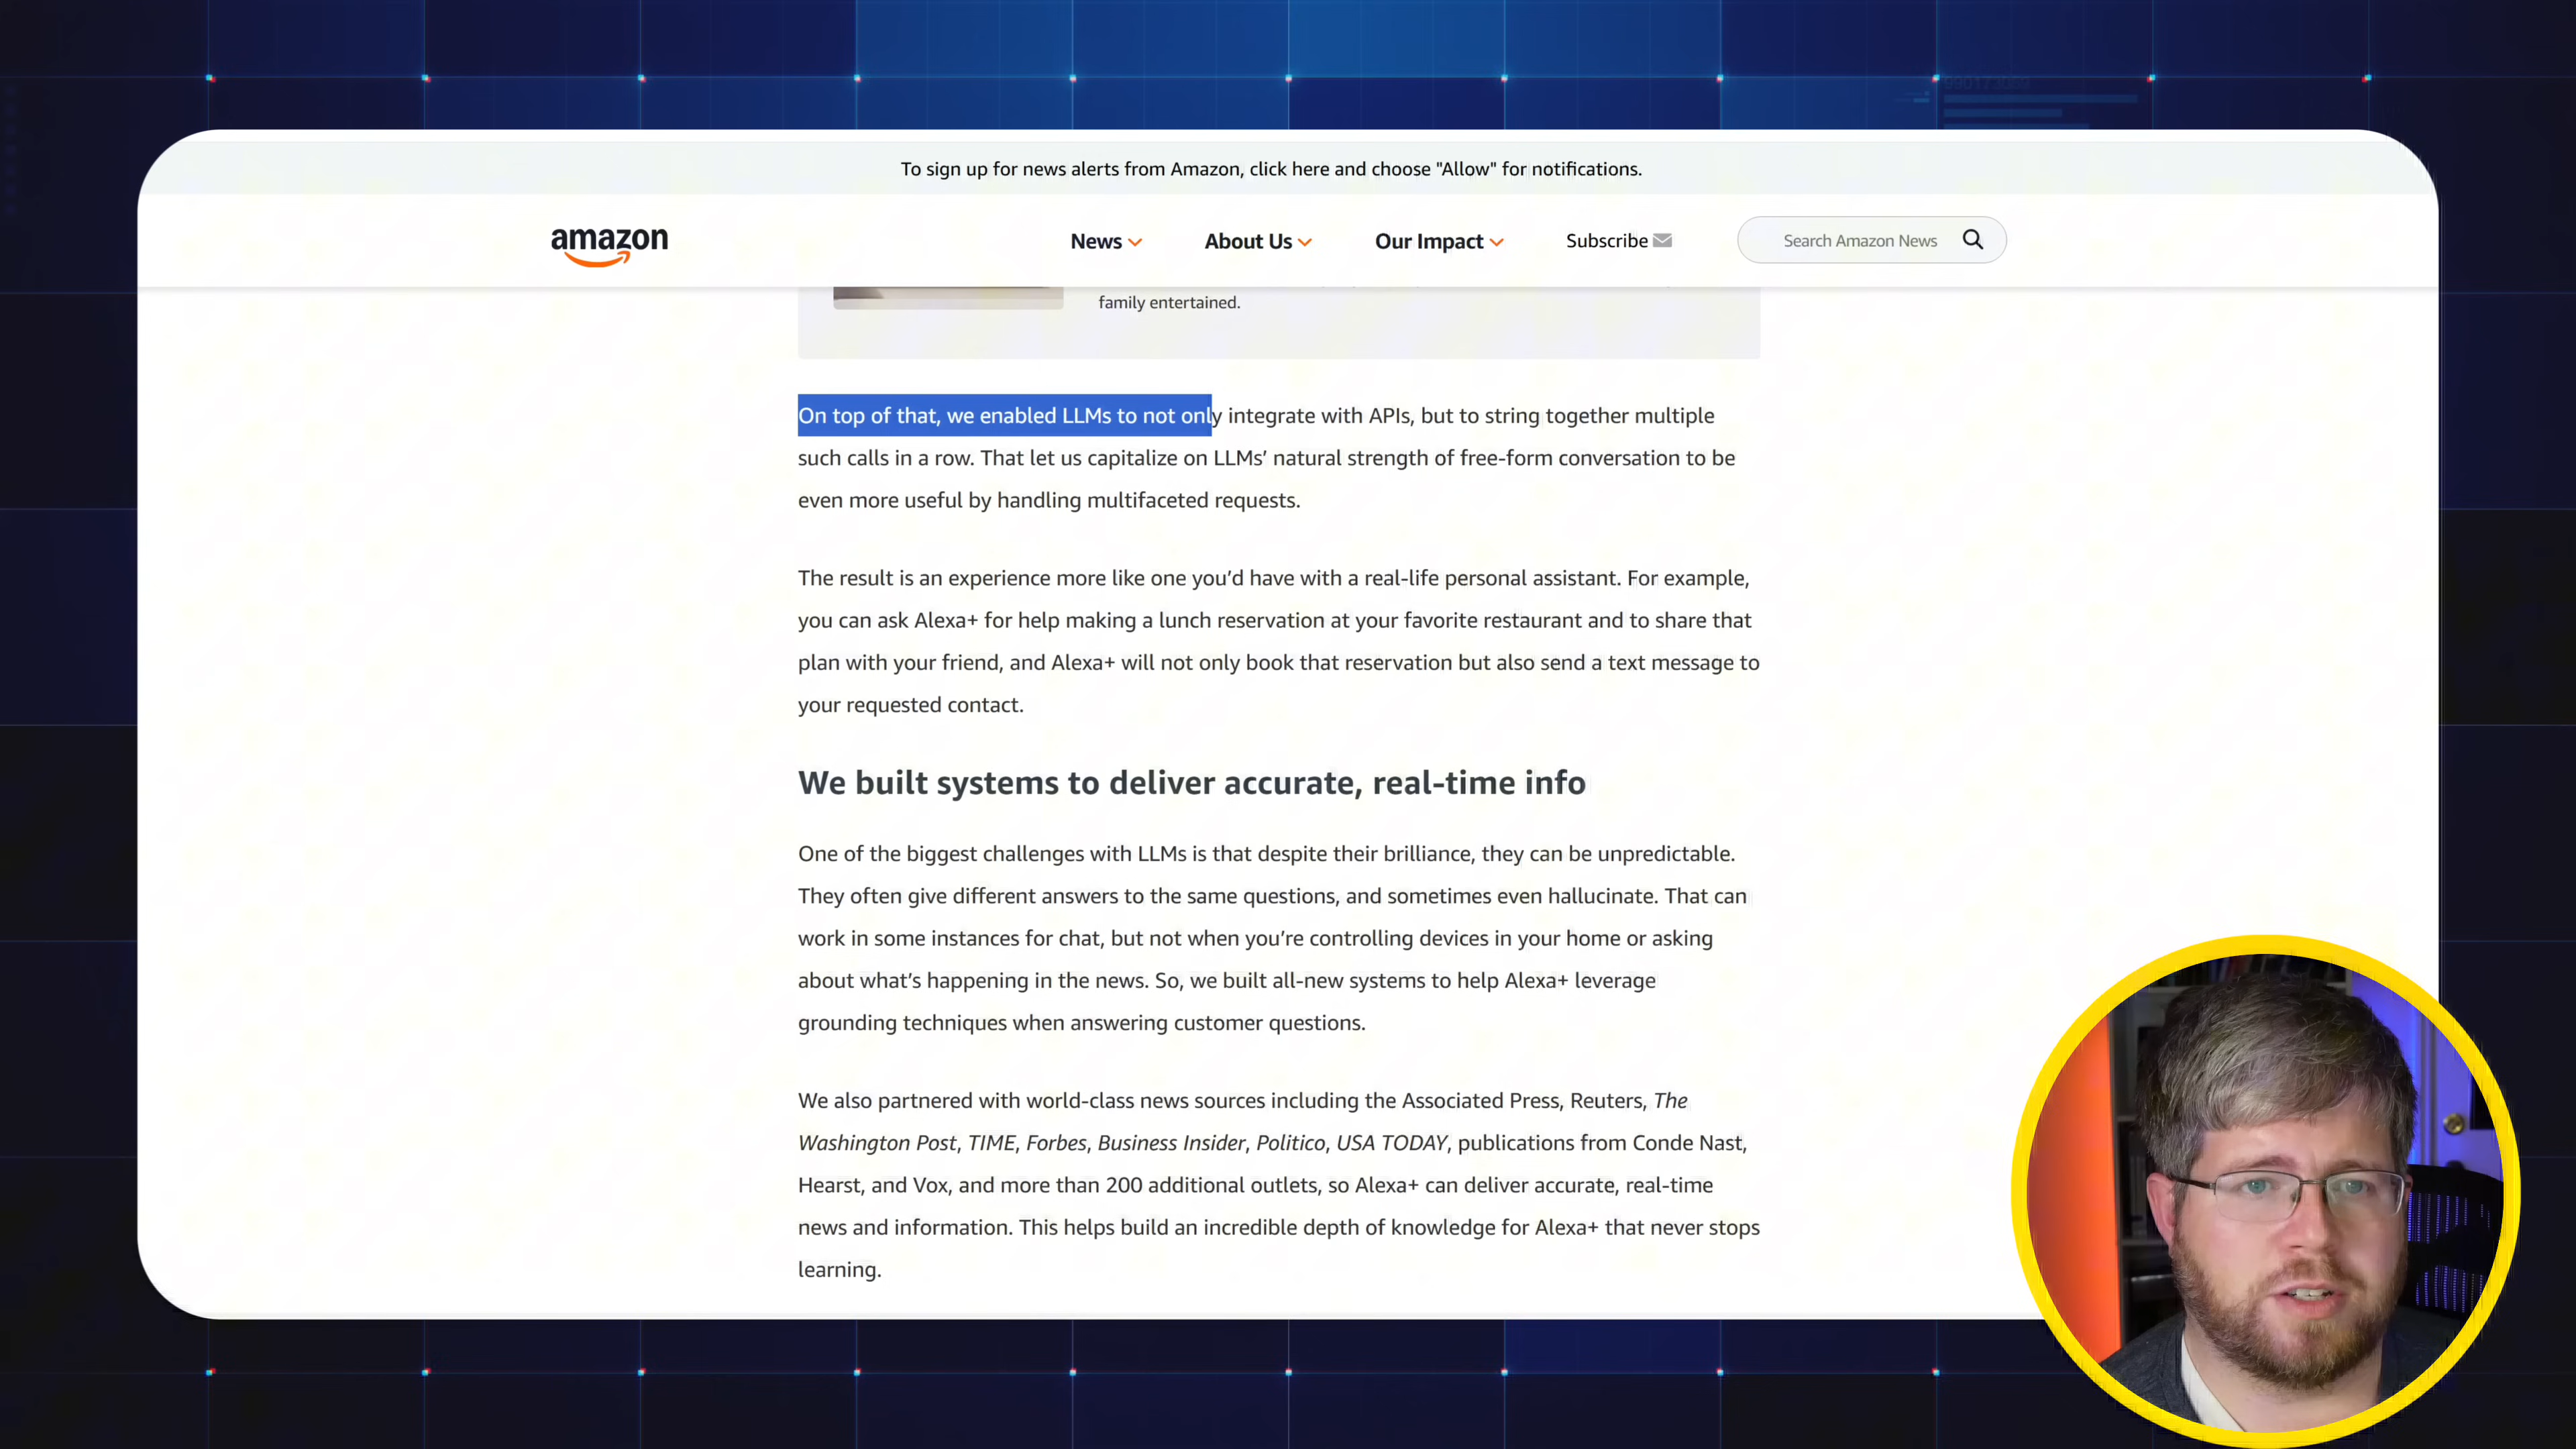 To sign up for news alerts from Amazon, click here and choose "Allow" for notifications.
amazon
News
About Us
Our Impact
Subscribe
Search Amazon News
family entertained.
On top of that, we enabled LLMs to not only integrate with APIs, but to string together multiple
such calls in a row. That let us capitalize on LLMs’ natural strength of free-form conversation to be
even more useful by handling multifaceted requests.
The result is an experience more like one you’d have with a real-life personal assistant. For example,
you can ask Alexa+ for help making a lunch reservation at your favorite restaurant and to share that
plan with your friend, and Alexa+ will not only book that reservation but also send a text message to
your requested contact.
We built systems to deliver accurate, real-time info
One of the biggest challenges with LLMs is that despite their brilliance, they can be unpredictable.
They often give different answers to the same questions, and sometimes even hallucinate. That can
work in some instances for chat, but not when you’re controlling devices in your home or asking
about what’s happening in the news. So, we built all-new systems to help Alexa+ leverage
grounding techniques when answering customer questions.
We also partnered with world-class news sources including the Associated Press, Reuters, The
Washington Post, TIME, Forbes, Business Insider, Politico, USA TODAY, publications from Conde Nast,
Hearst, and Vox, and more than 200 additional outlets, so Alexa+ can deliver accurate, real-time
news and information. This helps build an incredible depth of knowledge for Alexa+ that never stops
learning.